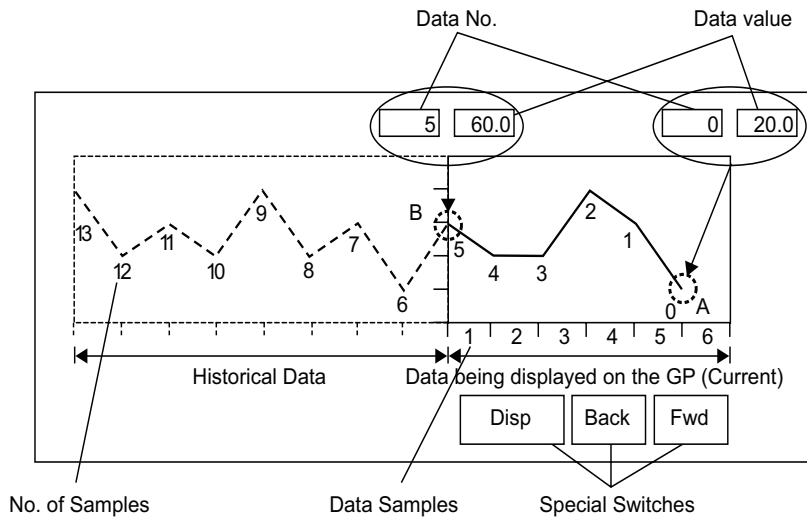 Data No.
Data value
5
60.0
0
20.0
B
9
2
13
11
7
1
12
10
8
5
4
3
6
0
A
1 2 3 4 5 6
Historical Data
Data being displayed on the GP (Current)
Disp
Back
Fwd
No. of Samples
Data Samples
Special Switches